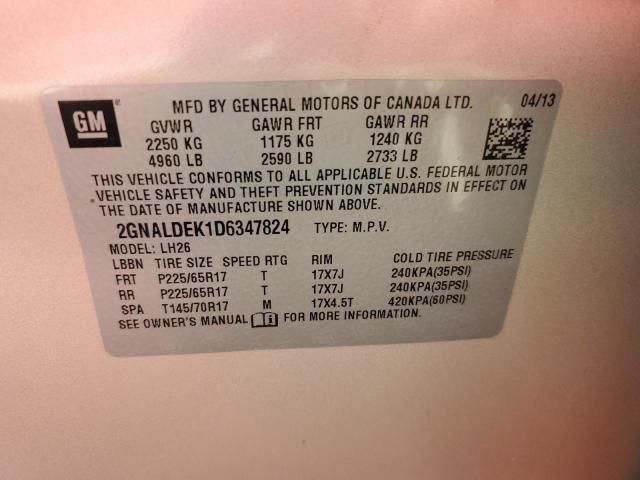 GM
MFD BY GENERAL MOTORS OF CANADA LTD. 04/13
GVWR GAWR FRT GAWR RR
2250 KG 1175 KG 1240 KG
4960 LB 2590 LB 2733 LB
THIS VEHICLE CONFORMS TO ALL APPLICABLE U.S. FEDERAL MOTOR
VEHICLE SAFETY AND THEFT PREVENTION STANDARDS IN EFFECT ON
THE DATE OF MANUFACTURE SHOWN ABOVE.
2GNALDEK1D6347824 TYPE: M.P.V.
MODEL: LH26
LBBN TIRE SIZE SPEED RTG RIM COLD TIRE PRESSURE
FRT P225/65R17 T 17X7J 240KPA(35PSI)
RR P225/65R17 T 17X7J 240KPA(35PSI)
SPA T145/70R17 M 17X4.5T 420KPA(60PSI)
SEE OWNER'S MANUAL FOR MORE INFORMATION.